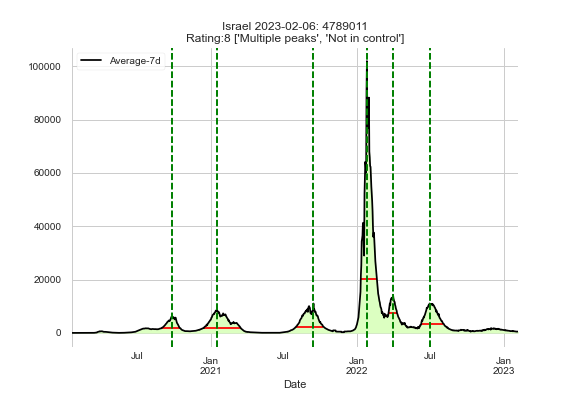 Israel 2023-02-06: 4789011
Rating:8 ['Multiple peaks', 'Not in control']
Average-7d
100000
80000
60000
40000
20000
0
Jul
Jan
2021
Jul
Jan
2022
Jul
Jan
2023
Date